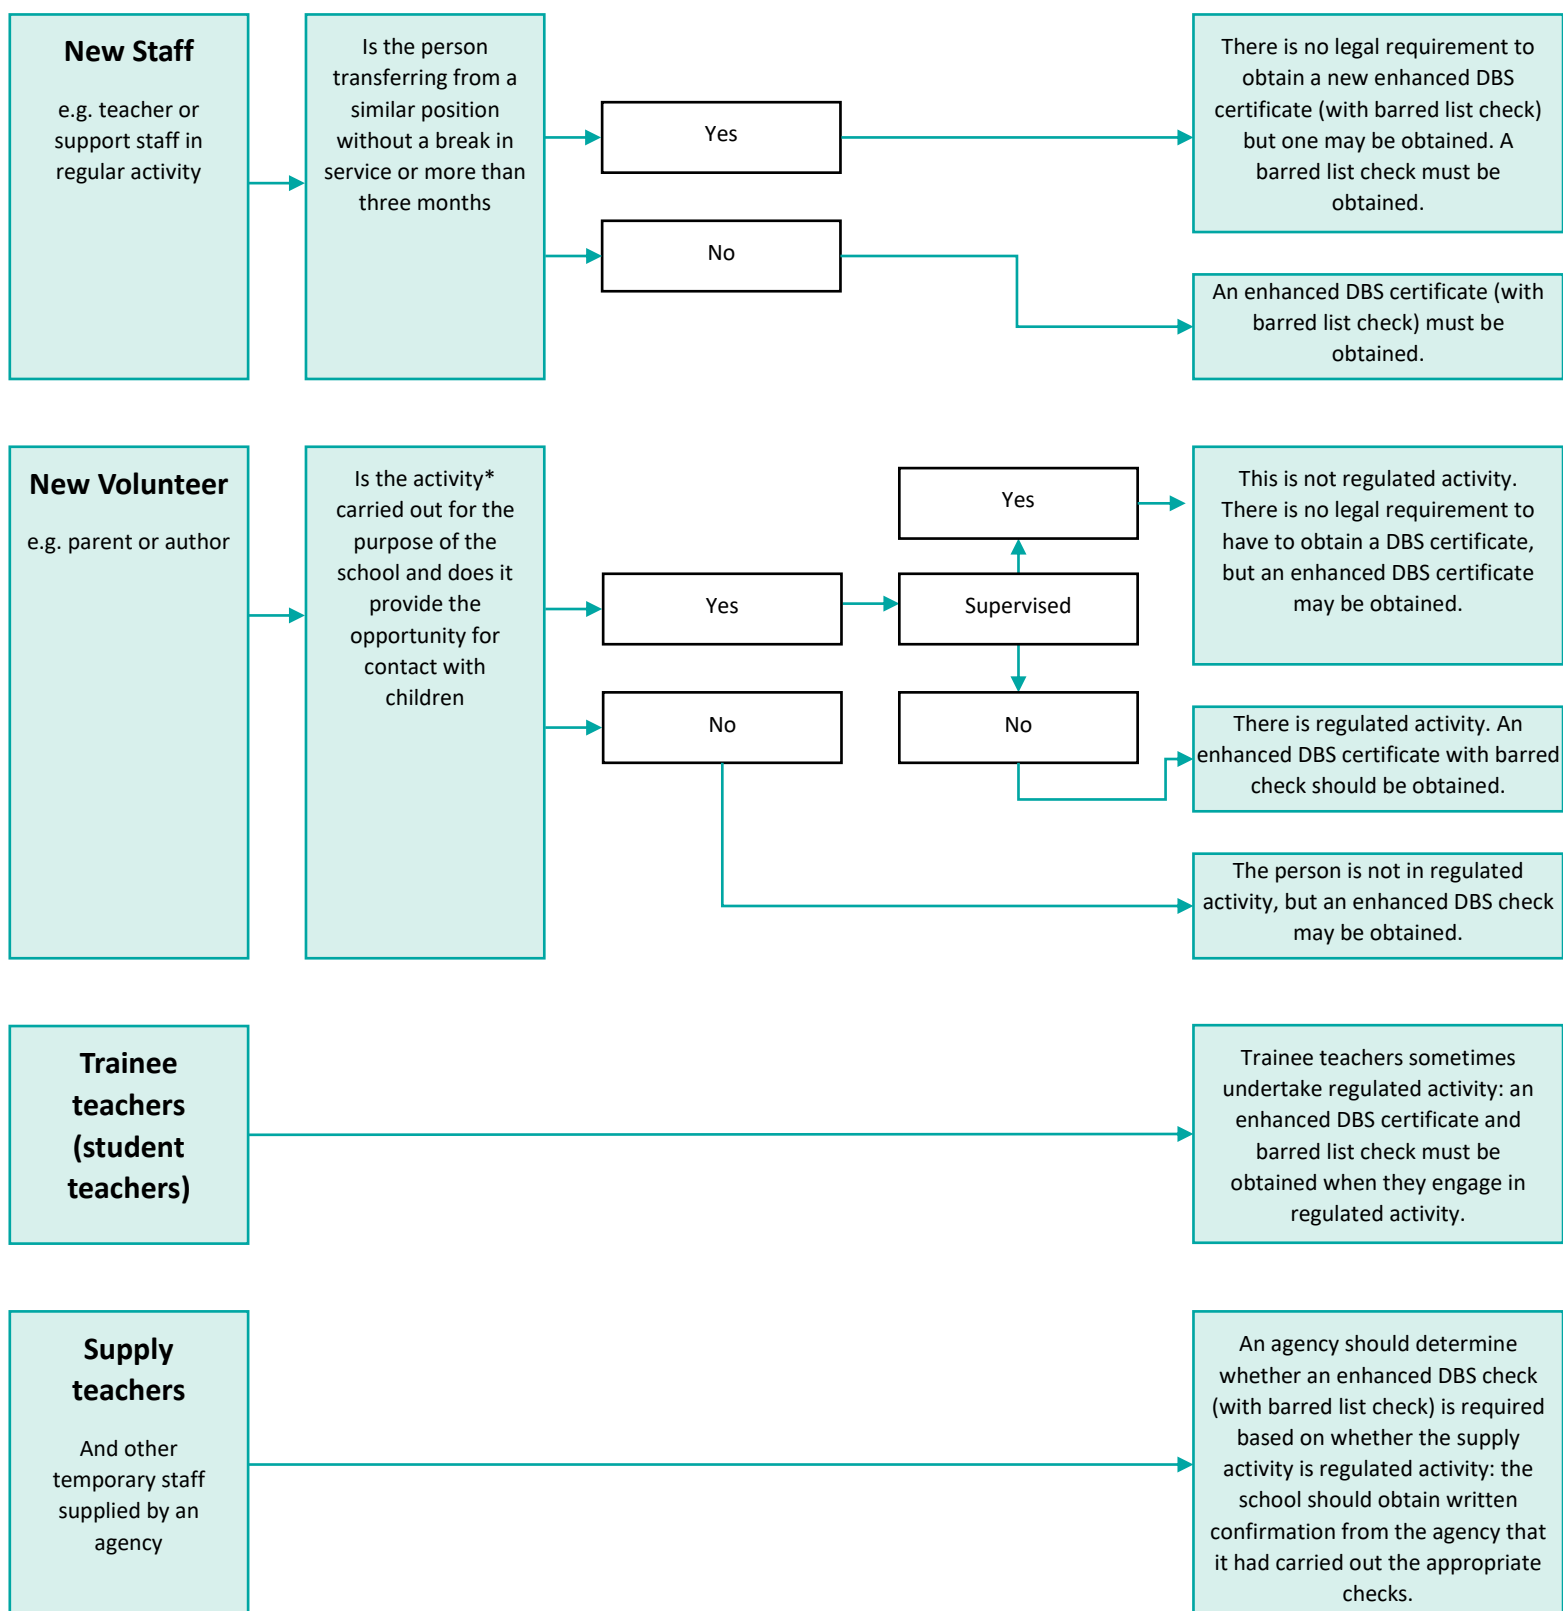 New Staff
e.g. teacher or
support staff in
regular activity
Is the person
transferring from a
similar position
without a break in
service or more than
three months
Yes
No
There is no legal requirement to
obtain a new enhanced DBS
certificate (with barred list check)
but one may be obtained. A
barred list check must be
obtained.
An enhanced DBS certificate (with
barred list check) must be
obtained.
New Volunteer
e.g. parent or author
Is the activity*
carried out for the
purpose of the
school and does it
provide the
opportunity for
contact with
children
Yes
No
Yes
Supervised
No
This is not regulated activity.
There is no legal requirement to
have to obtain a DBS certificate,
but an enhanced DBS certificate
may be obtained.
There is regulated activity. An
enhanced DBS certificate with barred
check should be obtained.
The person is not in regulated
activity, but an enhanced DBS check
may be obtained.
Trainee
teachers
(student
teachers)
Trainee teachers sometimes
undertake regulated activity: an
enhanced DBS certificate and
barred list check must be
obtained when they engage in
regulated activity.
Supply
teachers
And other
temporary staff
supplied by an
agency
An agency should determine
whether an enhanced DBS check
(with barred list check) is required
based on whether the supply
activity is regulated activity: the
school should obtain written
confirmation from the agency that
it had carried out the appropriate
checks.